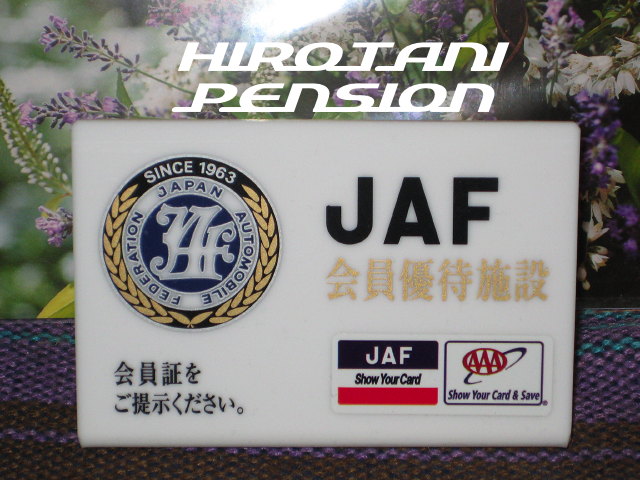 HIROTANI
PENSION
SINCE 1963
JAPAN AUTOMOBILE FEDERATION
JAF
JAF
会員優待施設
会員証を
ご提示ください。
JAF
Show Your Card
AAA
Show Your Card & Save